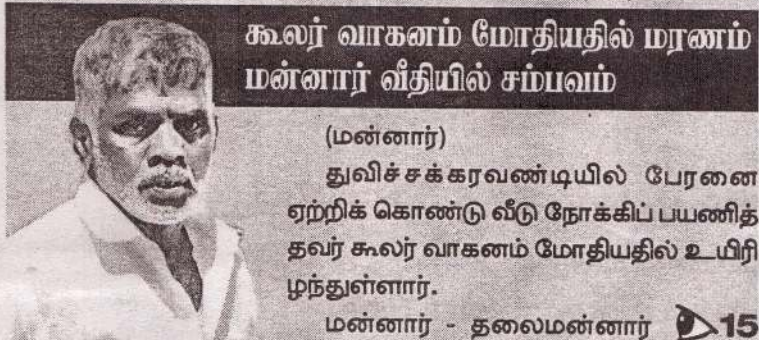 கூலர் வாகனம் மோதியதில் மரணம்
மன்னார் வீதியில் சம்பவம்
(மன்னார்)
துவிச்சக்கரவண்டியில் பேரனை
ஏற்றிக் கொண்டு வீடு நோக்கிப் பயணித்
தவர் கூலர் வாகனம் மோதியதில் உயிரி
ழந்துள்ளார்.
மன்னார் - தலைமன்னார் 15